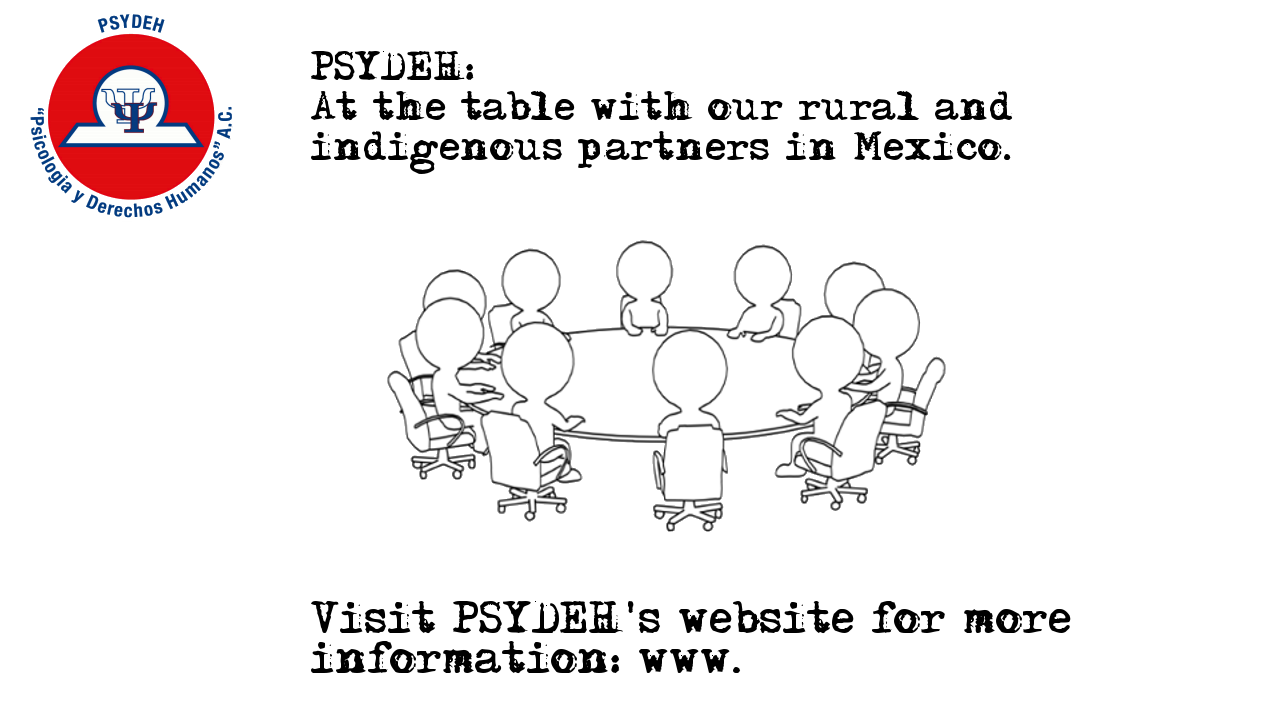 PSYDEH
"Psicología y Derechos Humanos" A.C.
PSYDEH:
At the table with our rural and
indigenous partners in Mexico.
Visit PSYDEH's website for more
information: www.